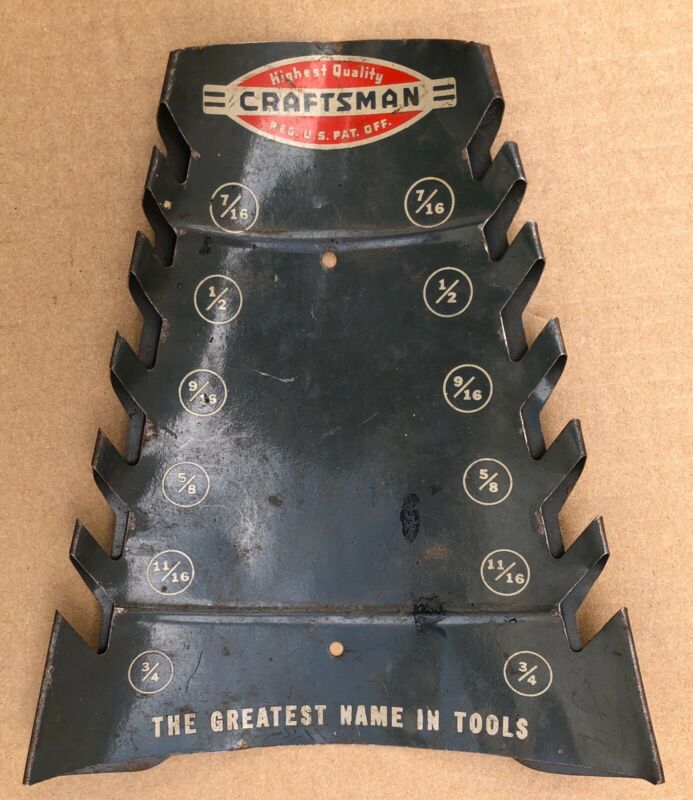 Highest Quality
CRAFTSMAN
REG. U.S. PAT. OFF.
7/16 7/16
1/2 1/2
9/16 9/16
5/8 5/8
11/16 11/16
3/4 3/4
THE GREATEST NAME IN TOOLS